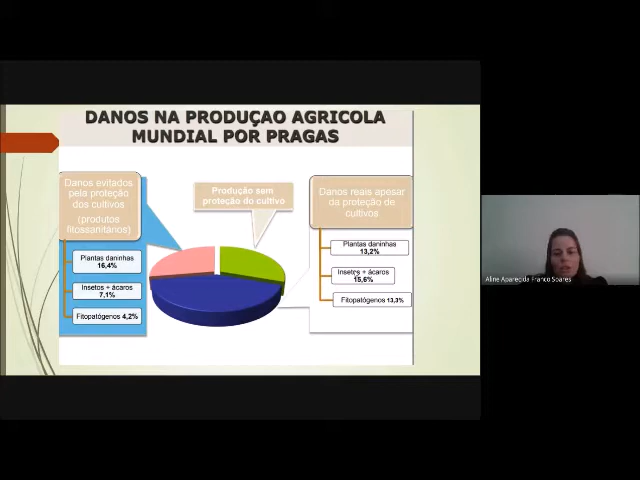 DANOS NA PRODUÇAO AGRICOLA
MUNDIAL POR PRAGAS
Danos evitados
pela proteção
dos cultivos
(produtos
fitossanitários)
Plantas daninhas
16,4%
Insetos + ácaros
7,1%
Fitopatógenos 4,2%
Produção sem
proteção do cultivo
Danos reais apesar
da proteção de
cultivos
Plantas daninhas
13,2%
Insetos + ácaros
15,6%
Fitopatógenos 13,3%
Aline Aparecida Franco Soares